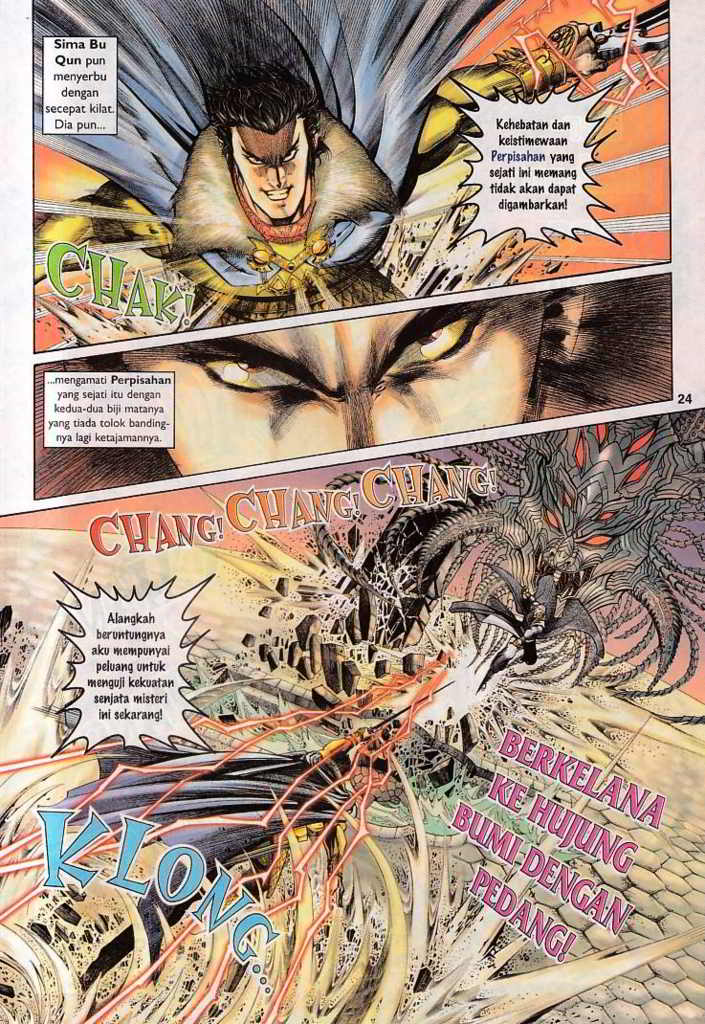 Sima Bu
Qun pun
menyerbu
dengan
secepat kilat.
Dia pun...
Kehebatan dan
keistimewaan
Perpisahan yang
sejati ini memang
tidak akan dapat
digambarkan!
CHAK!
...mengamati Perpisahan
yang sejati itu dengan
kedua-dua biji matanya
yang tiada tolok banding-
nya lagi ketajamannya.
24
CHANG! CHANG! CHANG!
Alangkah
beruntungnya
aku mempunyai
peluang untuk
menguji kekuatan
senjata misteri
ini sekarang!
BERKELANA
KE HUJUNG
BUMI DENGAN
PEDANG!
KLONG...